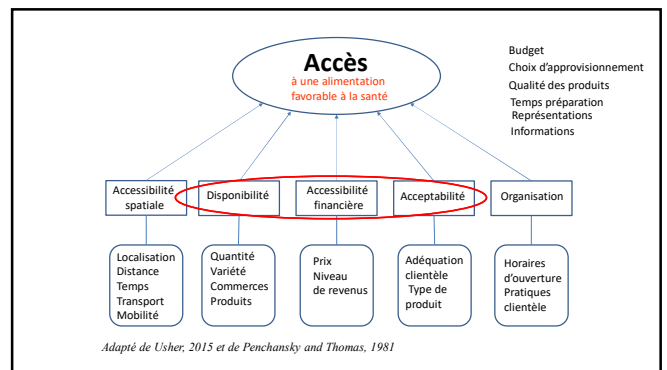 Accès
à une alimentation
favorable à la santé
Budget
Choix d'approvisionnement
Qualité des produits
Temps préparation
Représentations
Informations
Accessibilité
spatiale
Disponibilité
Accessibilité
financière
Acceptabilité
Organisation
Localisation
Distance
Temps
Transport
Mobilité
Quantité
Variété
Commerces
Produits
Prix
Niveau
de revenus
Adéquation
clientèle
Type de
produit
Horaires
d'ouverture
Pratiques
clientèle
Adapté de Usher, 2015 et de Penchansky and Thomas, 1981